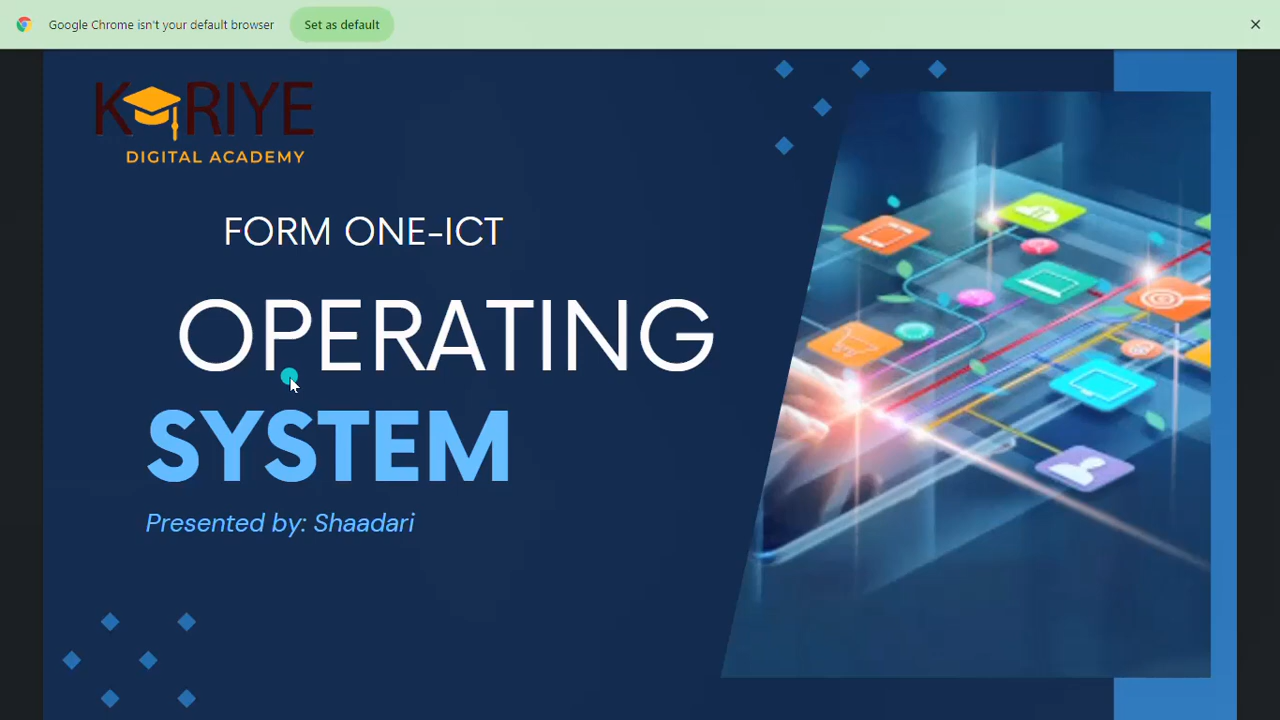 Google Chrome isn't your default browser Set as default
KARIYE
DIGITAL ACADEMY
FORM ONE-ICT
OPERATING
SYSTEM
Presented by: Shaadari